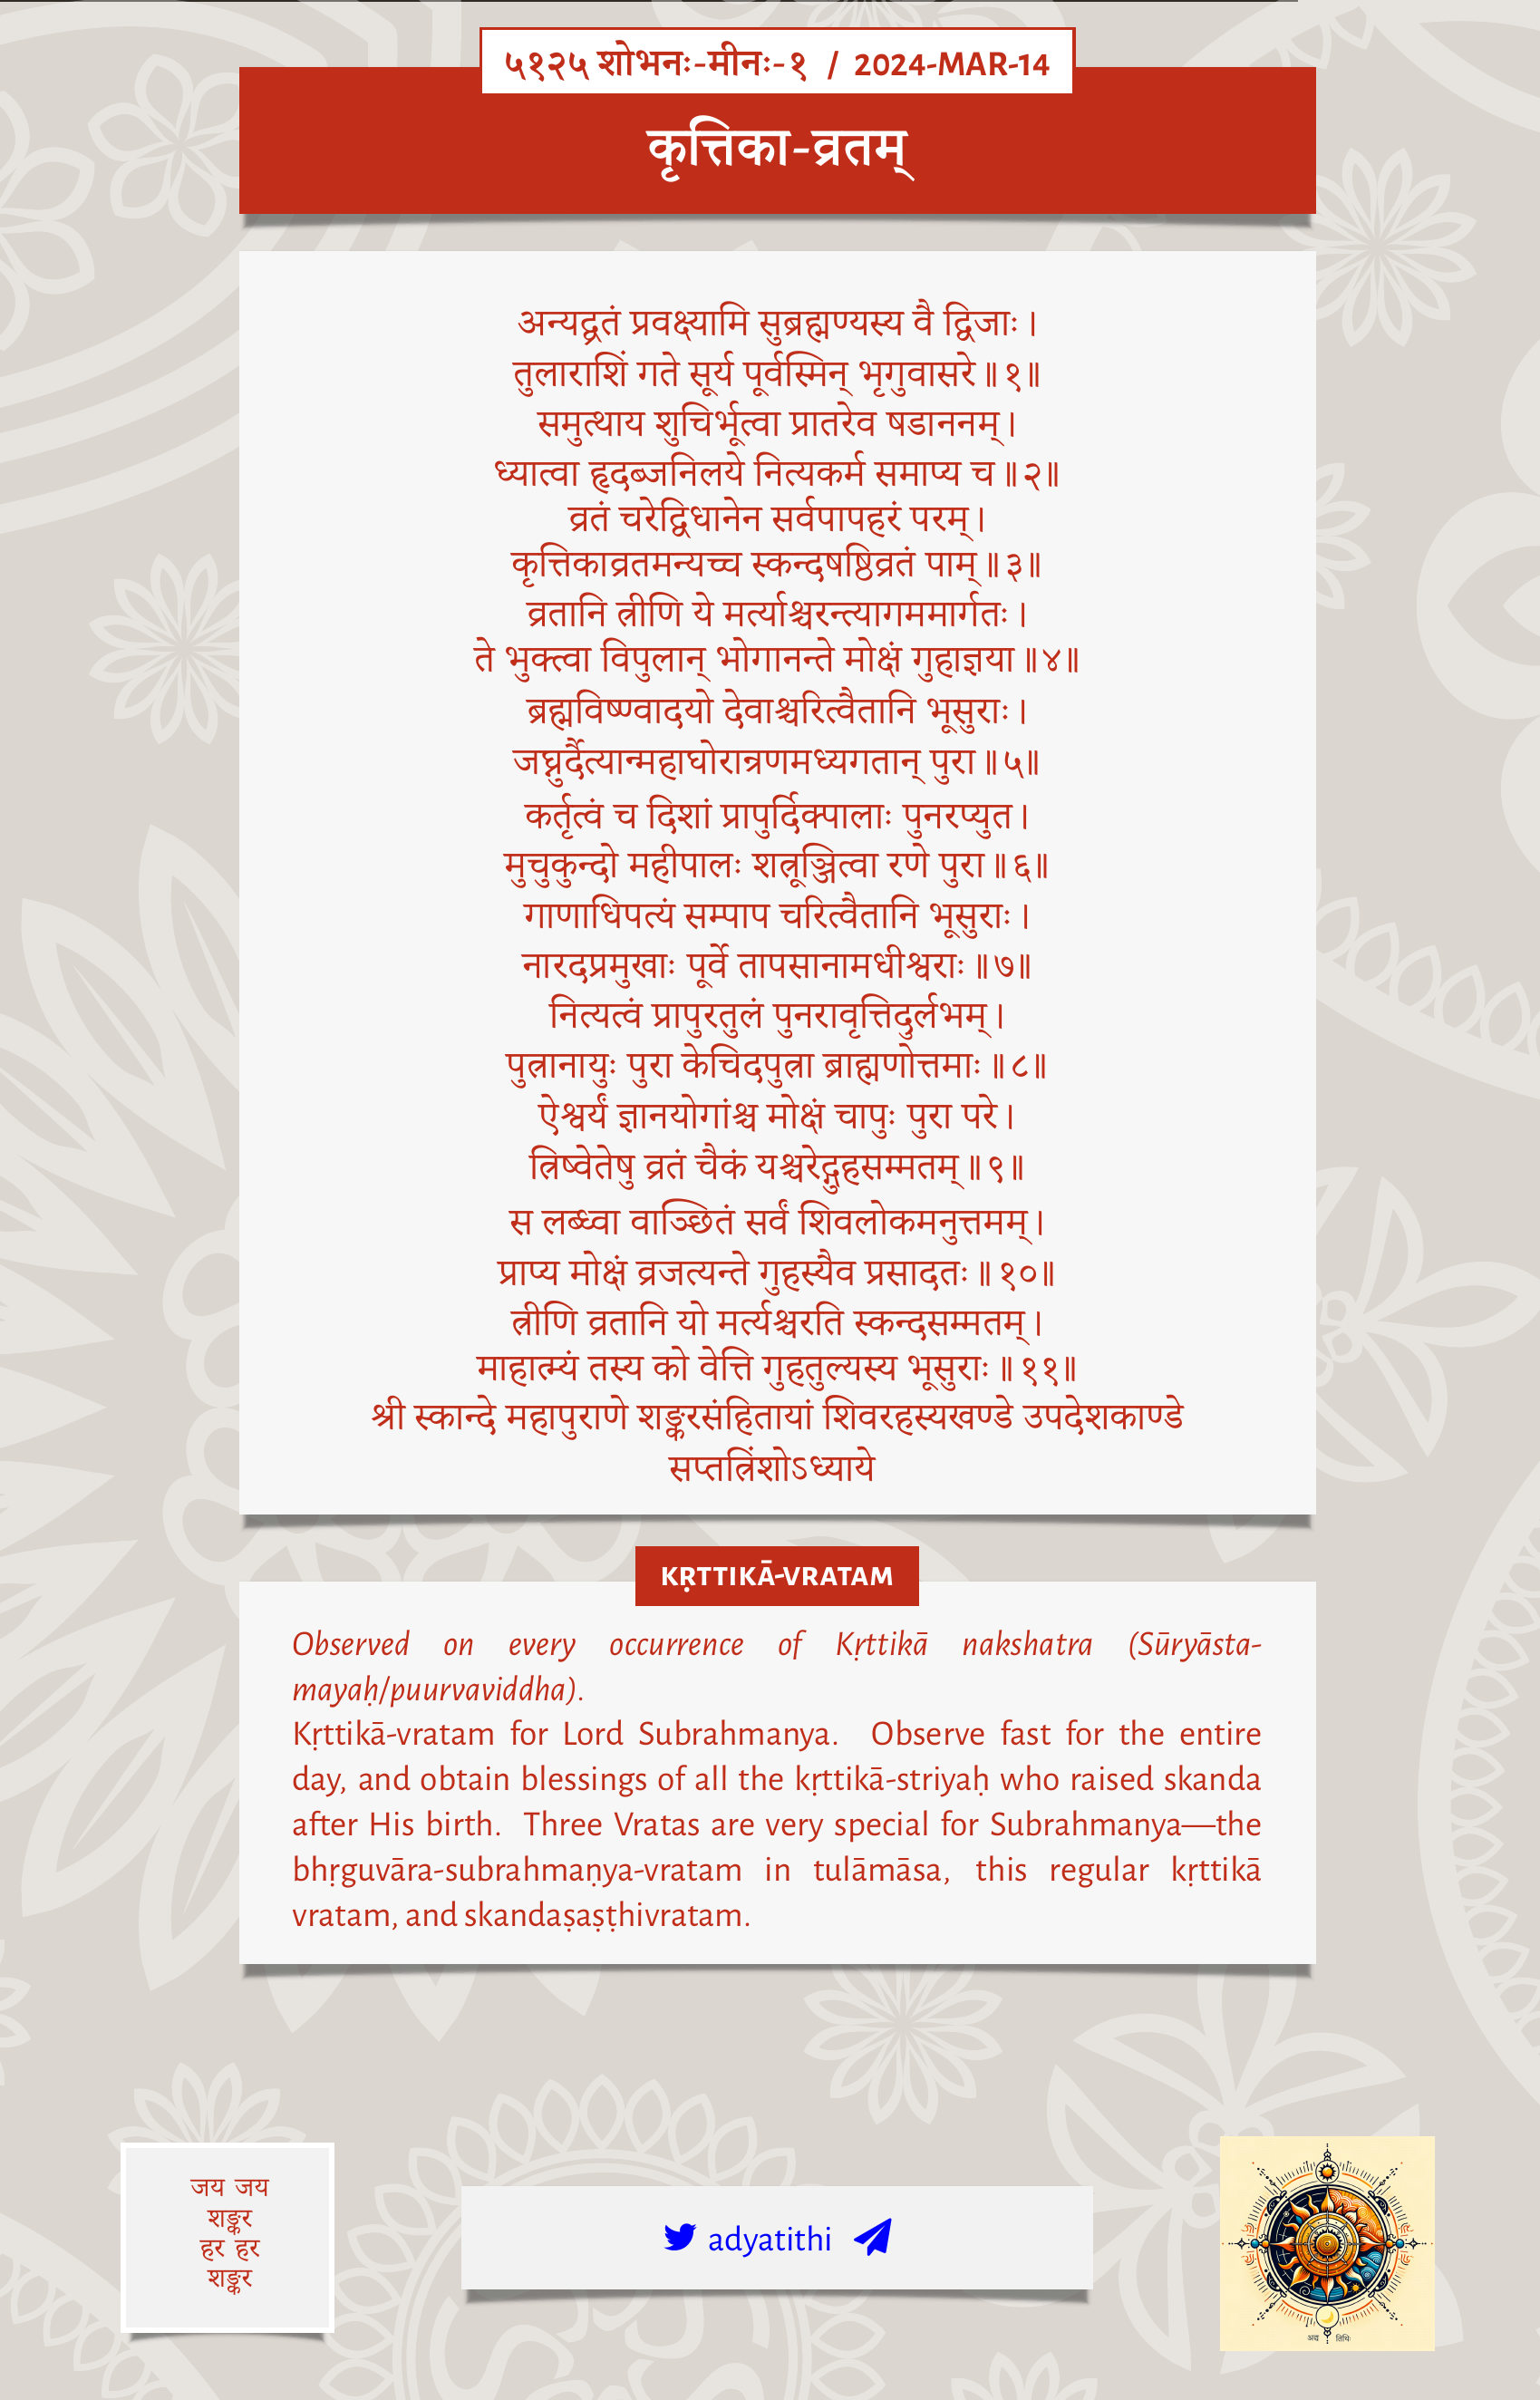 ५१२५ शोभनः-मीनः-१ / 2024-MAR-14
कृत्तिका-व्रतम्
अन्यद्व्रतं प्रवक्ष्यामि सुब्रह्मण्यस्य वै द्विजाः।
तुलाराशिं गते सूर्य पूर्वस्मिन् भृगुवासरे॥१॥
समुत्थाय शुचिर्भूत्वा प्रातरेव षडाननम्।
ध्यात्वा हृदब्जनिलये नित्यकर्म समाप्य च॥२॥
व्रतं चरेद्विधानेन सर्वपापहरं परम्।
कृत्तिकाव्रतमन्यच्च स्कन्दषष्ठिव्रतं पाम्॥३॥
व्रतानि त्रीणि ये मर्त्याश्चरन्त्यागममार्गतः।
ते भुक्त्वा विपुलान् भोगानन्ते मोक्षं गुहाज्ञया॥४॥
ब्रह्मविष्ण्वादयो देवाश्चरित्वैतानि भूसुराः।
जघ्नुर्दैत्यान्महाघोरान्रणमध्यगतान् पुरा॥५॥
कर्तृत्वं च दिशां प्रापुर्दिक्पालाः पुनरप्युत।
मुचुकुन्दो महीपालः शत्रूञ्जित्वा रणे पुरा॥६॥
गाणाधिपत्यं सम्पाप चरित्वैतानि भूसुराः।
नारदप्रमुखाः पूर्वे तापसानामधीश्वराः॥७॥
नित्यत्वं प्रापुरतुलं पुनरावृत्तिदुर्लभम्।
पुत्रानायुः पुरा केचिदपुत्रा ब्राह्मणोत्तमाः॥८॥
ऐश्वर्यं ज्ञानयोगांश्च मोक्षं चापुः पुरा परे।
त्रिष्वेतेषु व्रतं चैकं यश्चरेद्गुहसम्मतम्॥९॥
स लब्ध्वा वाञ्छितं सर्वं शिवलोकमनुत्तमम्।
प्राप्य मोक्षं व्रजत्यन्ते गुहस्यैव प्रसादतः॥१०॥
त्रीणि व्रतानि यो मर्त्यश्चरति स्कन्दसम्मतम्।
माहात्म्यं तस्य को वेत्ति गुहतुल्यस्य भूसुराः॥११॥
श्री स्कान्दे महापुराणे शङ्करसंहितायां शिवरहस्यखण्डे उपदेशकाण्डे
सप्तत्रिंशोऽध्याये
KṚTTIKĀ-VRATAM
Observed on every occurrence of Kṛttikā nakshatra (Sūryāsta-
mayaḥ/puurvaviddha).
Kṛttikā-vratam for Lord Subrahmanya. Observe fast for the entire
day, and obtain blessings of all the kṛttikā-striyaḥ who raised skanda
after His birth. Three Vratas are very special for Subrahmanya—the
bhṛguvāra-subrahmaṇya-vratam in tulāmāsa, this regular kṛttikā
vratam, and skandaṣaṣṭhivratam.
जय जय
शङ्कर
हर हर
शङ्कर
adyatithi
अद्य तिथिः